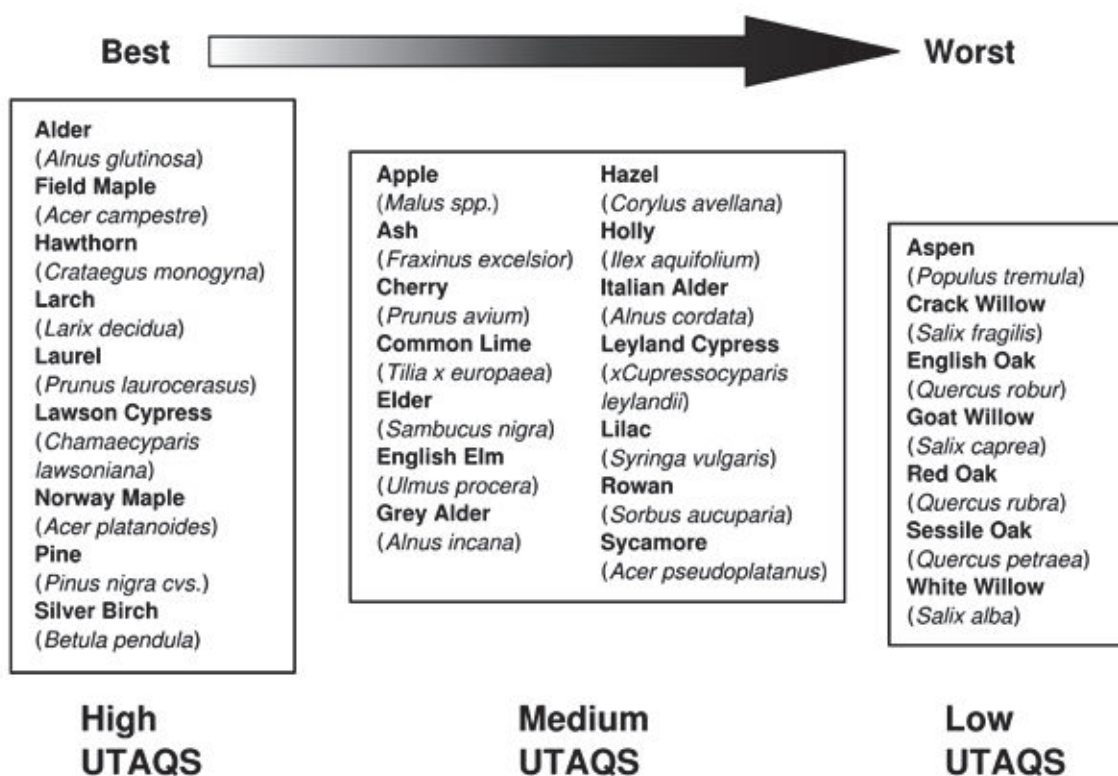 Best
Worst
Alder
(Alnus glutinosa)
Field Maple
(Acer campestre)
Hawthorn
(Crataegus monogyna)
Larch
(Larix decidua)
Laurel
(Prunus laurocerasus)
Lawson Cypress
(Chamaecyparis
lawsoniana)
Norway Maple
(Acer platanoides)
Pine
(Pinus nigra cvs.)
Silver Birch
(Betula pendula)
High
UTAQS
Apple
(Malus spp.)
Ash
(Fraxinus excelsior)
Cherry
(Prunus avium)
Common Lime
(Tilia x europaea)
Elder
(Sambucus nigra)
English Elm
(Ulmus procera)
Grey Alder
(Alnus incana)
Hazel
(Corylus avellana)
Holly
(Ilex aquifolium)
Italian Alder
(Alnus cordata)
Leyland Cypress
(xCupressocyparis
leylandii)
Lilac
(Syringa vulgaris)
Rowan
(Sorbus aucuparia)
Sycamore
(Acer pseudoplatanus)
Medium
UTAQS
Aspen
(Populus tremula)
Crack Willow
(Salix fragilis)
English Oak
(Quercus robur)
Goat Willow
(Salix caprea)
Red Oak
(Quercus rubra)
Sessile Oak
(Quercus petraea)
White Willow
(Salix alba)
Low
UTAQS